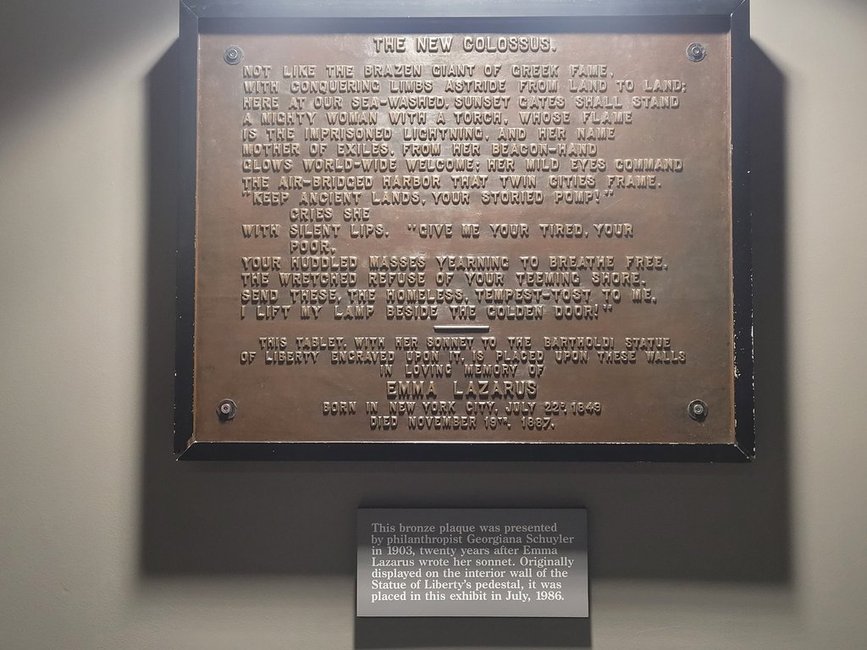 THE NEW COLOSSUS.
NOT LIKE THE BRAZEN GIANT OF GREEK FAME,
WITH CONQUERING LIMBS ASTRIDE FROM LAND TO LAND;
HERE AT OUR SEA-WASHED, SUNSET GATES SHALL STAND
A MIGHTY WOMAN WITH A TORCH, WHOSE FLAME
IS THE IMPRISONED LIGHTNING, AND HER NAME
MOTHER OF EXILES. FROM HER BEACON-HAND
GLOWS WORLD-WIDE WELCOME; HER MILD EYES COMMAND
THE AIR-BRIDGED HARBOR THAT TWIN CITIES FRAME.
"KEEP ANCIENT LANDS, YOUR STORIED POMP!"
CRIES SHE
WITH SILENT LIPS. "GIVE ME YOUR TIRED, YOUR
POOR,
YOUR HUDDLED MASSES YEARNING TO BREATHE FREE,
THE WRETCHED REFUSE OF YOUR TEEMING SHORE.
SEND THESE, THE HOMELESS, TEMPEST-TOST TO ME,
I LIFT MY LAMP BESIDE THE GOLDEN DOOR!"
THIS TABLET, WITH HER SONNET TO THE BARTHOLDI STATUE
OF LIBERTY ENGRAVED UPON IT, IS PLACED UPON THESE WALLS
IN LOVING MEMORY OF
EMMA LAZARUS
BORN IN NEW YORK CITY, JULY 22D, 1849
DIED NOVEMBER 19TH, 1887.
This bronze plaque was presented
by philanthropist Georgiana Schuyler
in 1903, twenty years after Emma
Lazarus wrote her sonnet. Originally
displayed on the interior wall of the
Statue of Liberty's pedestal, it was
placed in this exhibit in July, 1986.